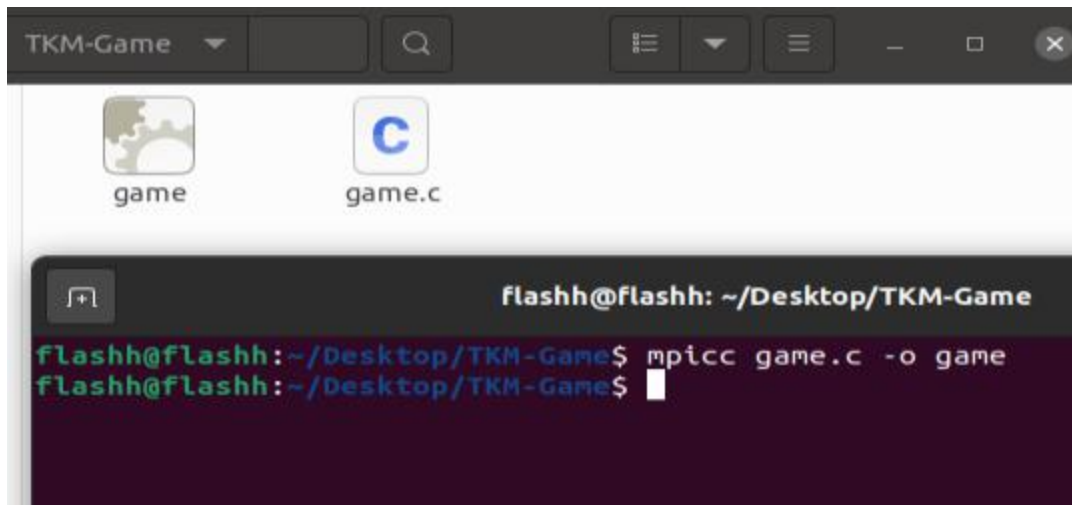 TKM-Game
C
game
game.c
flashh@flashh: ~/Desktop/TKM-Game
flashh@flashh:~/Desktop/TKM-Game$ mpicc game.c -o game
flashh@flashh:~/Desktop/TKM-Game$